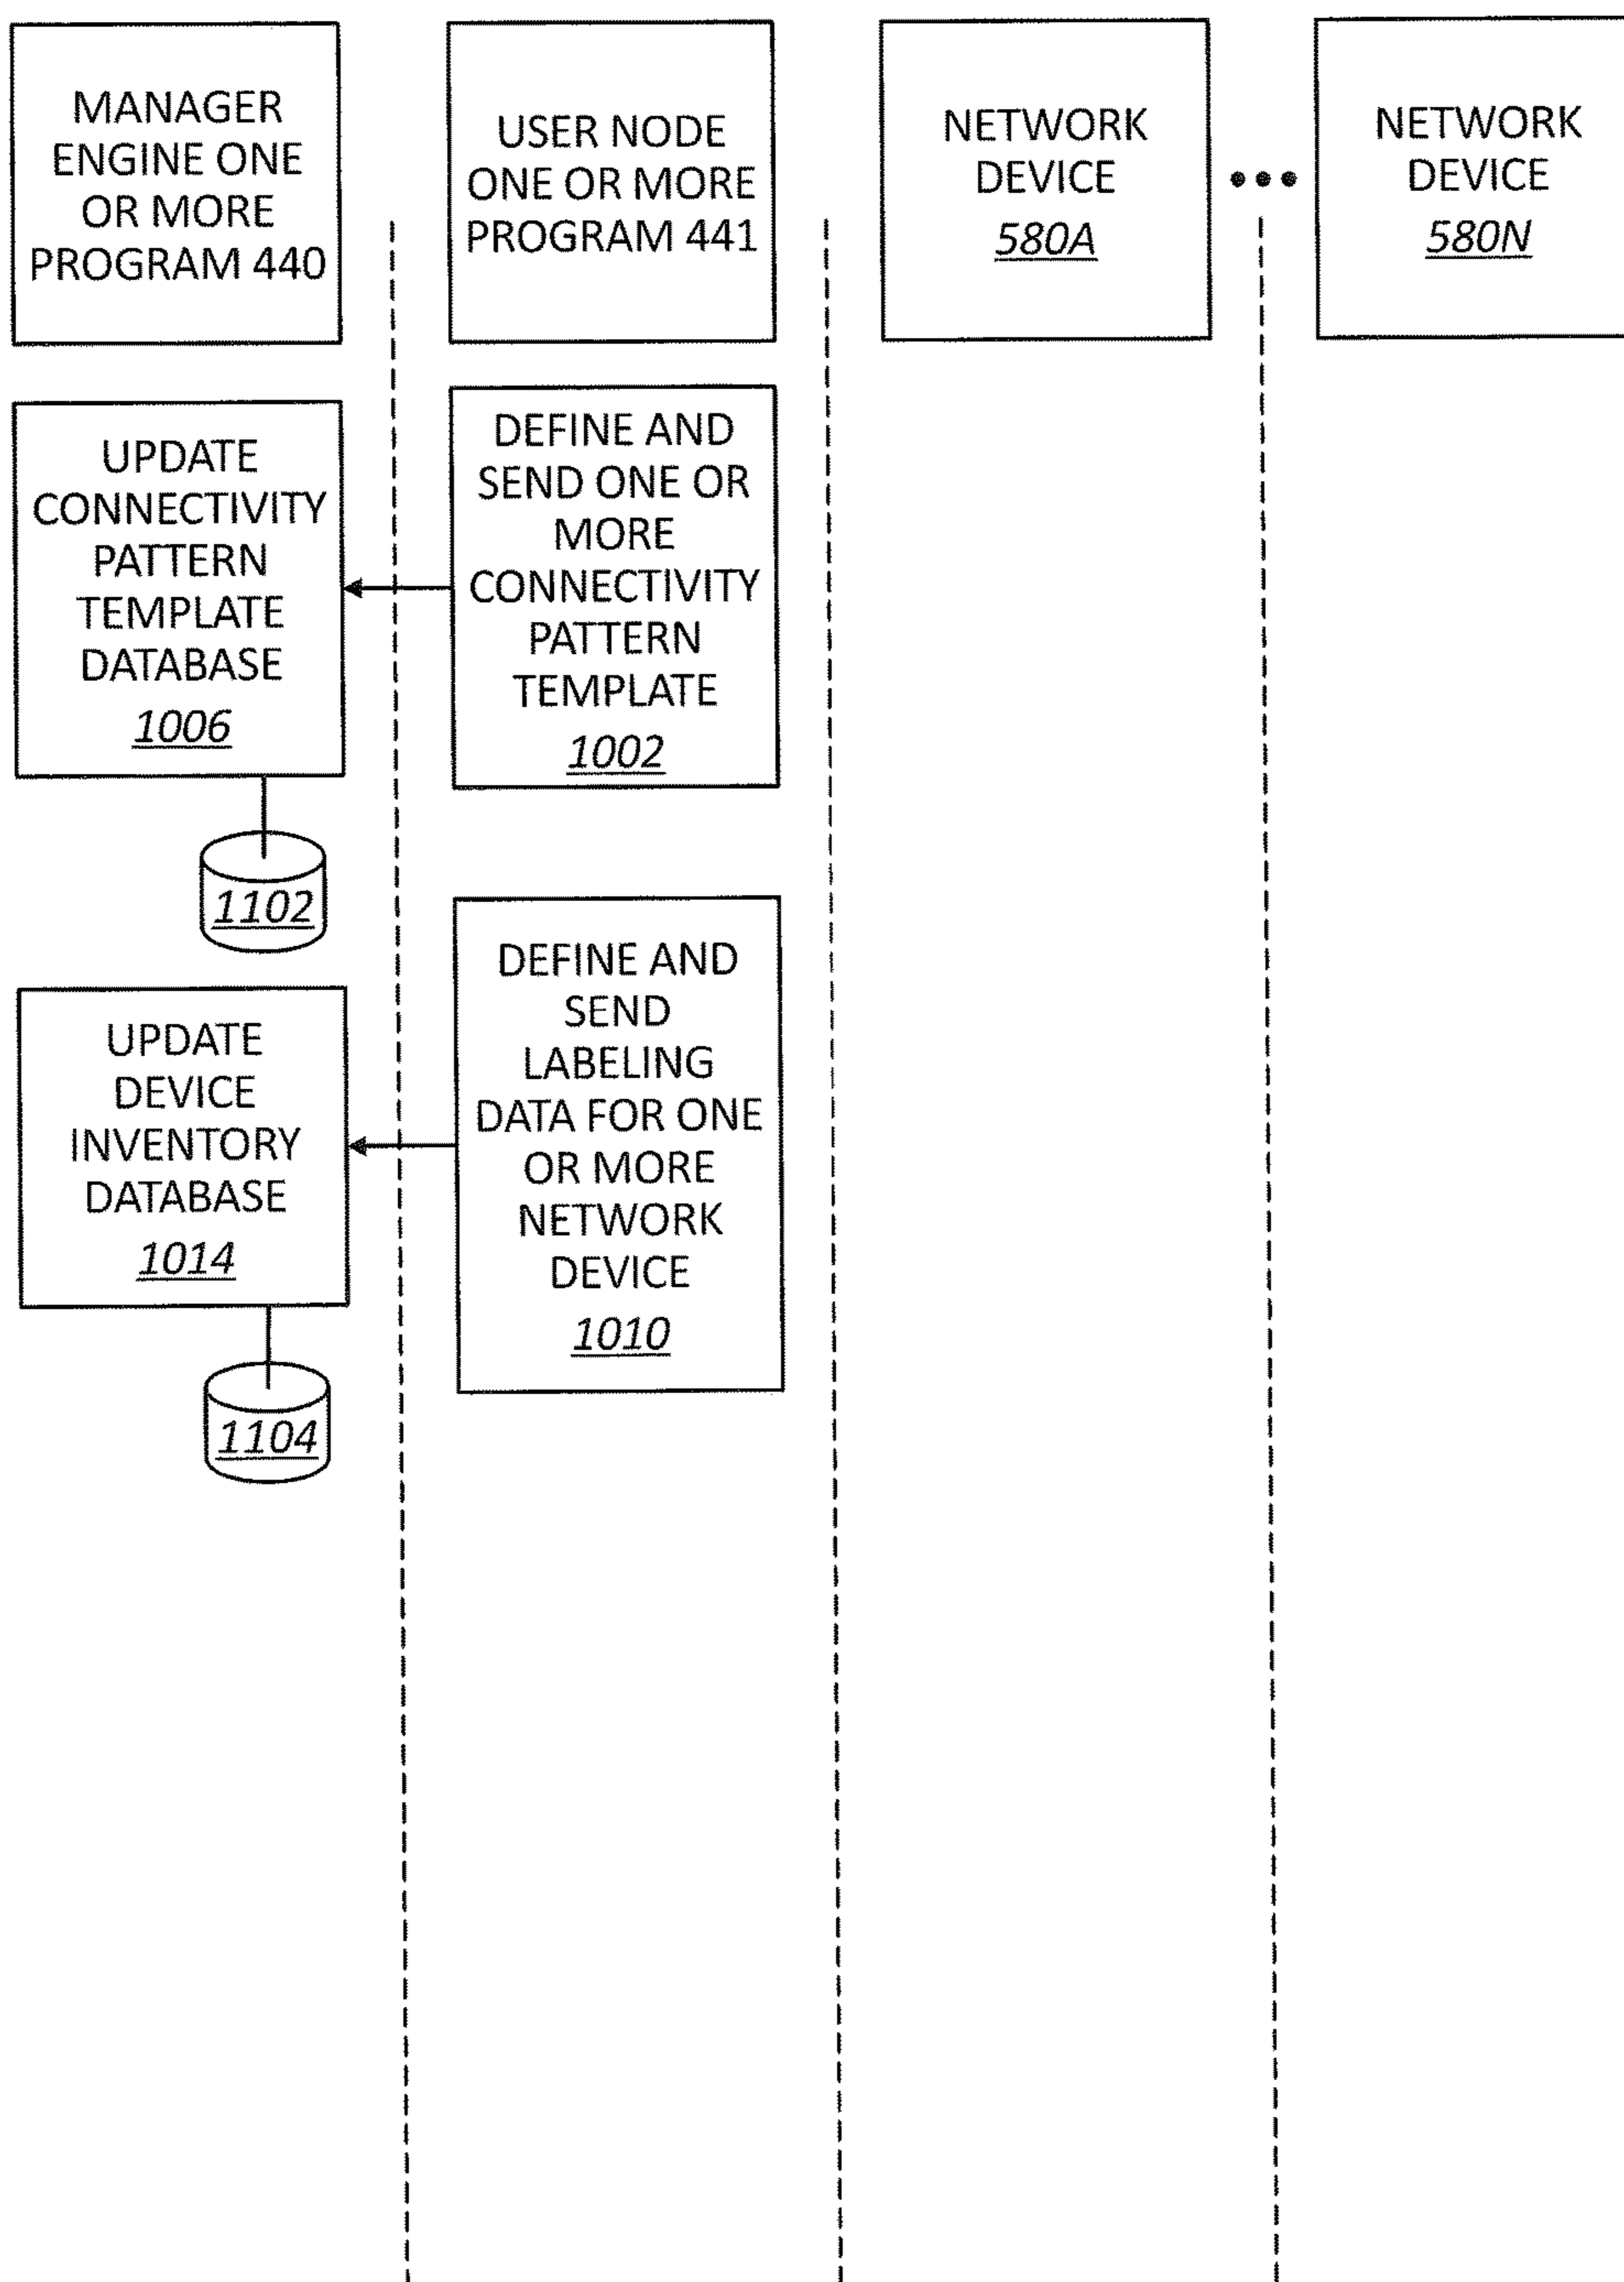 MANAGER
ENGINE ONE
OR MORE
PROGRAM 440
USER NODE
ONE OR MORE
PROGRAM 441
NETWORK
DEVICE
580A
NETWORK
DEVICE
580N
UPDATE
CONNECTIVITY
PATTERN
TEMPLATE
DATABASE
1006
DEFINE AND
SEND ONE OR
MORE
CONNECTIVITY
PATTERN
TEMPLATE
1002
1102
UPDATE
DEVICE
INVENTORY
DATABASE
1014
DEFINE AND
SEND
LABELING
DATA FOR ONE
OR MORE
NETWORK
DEVICE
1010
1104